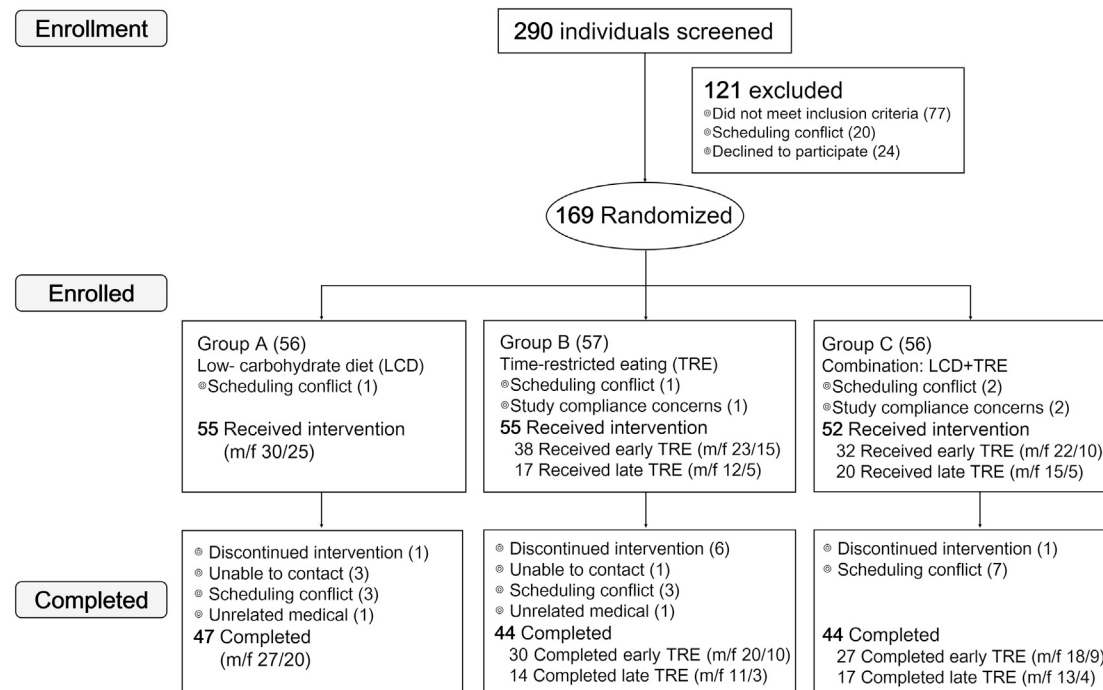 Enrollment
290 individuals screened
121 excluded
⊚Did not meet inclusion criteria (77)
⊚Scheduling conflict (20)
⊚Declined to participate (24)
169 Randomized
Enrolled
Group A (56)
Low- carbohydrate diet (LCD)
⊚Scheduling conflict (1)
55 Received intervention
(m/f 30/25)
Group B (57)
Time-restricted eating (TRE)
⊚Scheduling conflict (1)
⊚Study compliance concerns (1)
55 Received intervention
38 Received early TRE (m/f 23/15)
17 Received late TRE (m/f 12/5)
Group C (56)
Combination: LCD+TRE
⊚Scheduling conflict (2)
⊚Study compliance concerns (2)
52 Received intervention
32 Received early TRE (m/f 22/10)
20 Received late TRE (m/f 15/5)
Completed
⊚ Discontinued intervention (1)
⊚ Unable to contact (3)
⊚ Scheduling conflict (3)
⊚ Unrelated medical (1)
47 Completed
(m/f 27/20)
⊚ Discontinued intervention (6)
⊚ Unable to contact (1)
⊚ Scheduling conflict (3)
⊚ Unrelated medical (1)
44 Completed
30 Completed early TRE (m/f 20/10)
14 Completed late TRE (m/f 11/3)
⊚ Discontinued intervention (1)
⊚ Scheduling conflict (7)
44 Completed
27 Completed early TRE (m/f 18/9)
17 Completed late TRE (m/f 13/4)